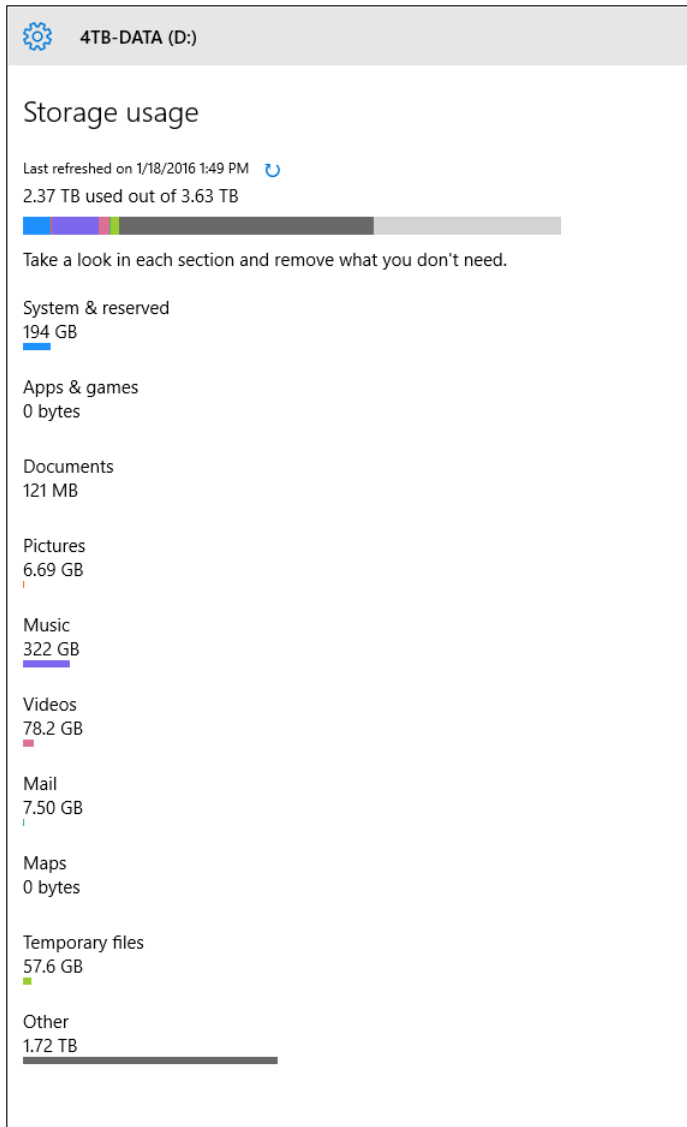 4TB-DATA (D:)
Storage usage
Last refreshed on 1/18/2016 1:49 PM
2.37 TB used out of 3.63 TB
Take a look in each section and remove what you don't need.
System & reserved
194 GB
Apps & games
0 bytes
Documents
121 MB
Pictures
6.69 GB
Music
322 GB
Videos
78.2 GB
Mail
7.50 GB
Maps
0 bytes
Temporary files
57.6 GB
Other
1.72 TB